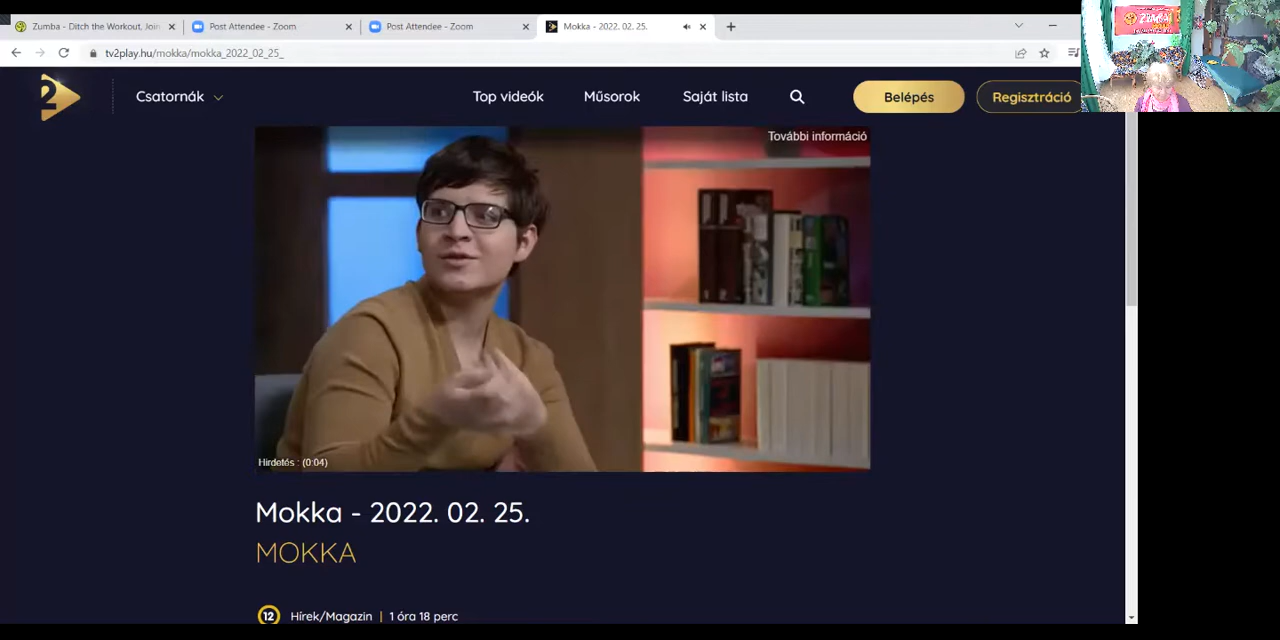 Zumba - Ditch the Workout, Join
Post Attendee - Zoom
Post Attendee - Zoom
Mokka - 2022. 02. 25.
tv2play.hu/mokka/mokka_2022_02_25_
2
Csatornák
Top videók
Műsorok
Saját lista
Belépés
Regisztráció
ZUMBA
További információ
Hirdetés : (0:04)
Mokka - 2022. 02. 25.
MOKKA
12 Hírek/Magazin | 1 óra 18 perc